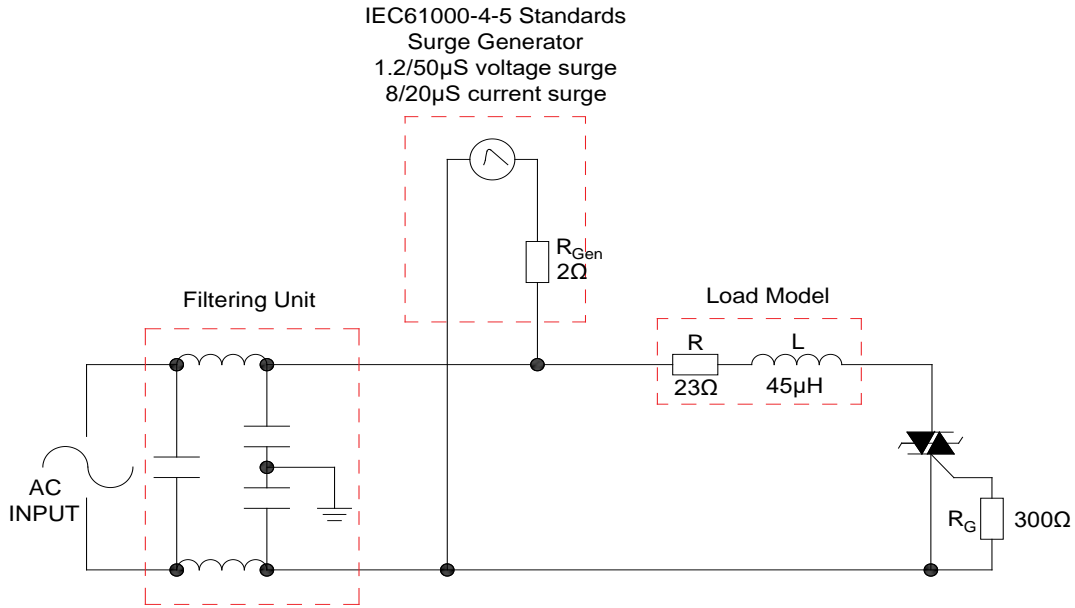 IEC61000-4-5 Standards
Surge Generator
1.2/50µS voltage surge
8/20µS current surge
RGen
2Ω
Filtering Unit
Load Model
R
L
23Ω
45µH
AC
INPUT
RG
300Ω